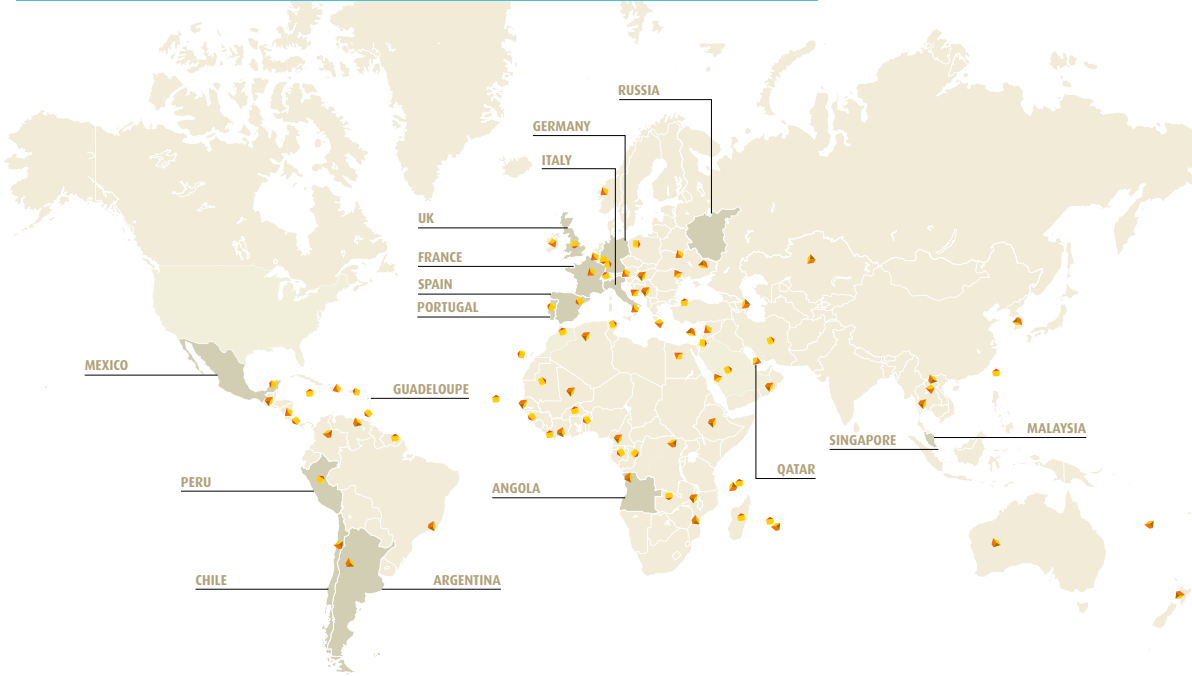 RUSSIA
GERMANY
ITALY
UK
FRANCE
SPAIN
PORTUGAL
MEXICO
GUADELOUPE
MALAYSIA
SINGAPORE
QATAR
PERU
ANGOLA
CHILE
ARGENTINA